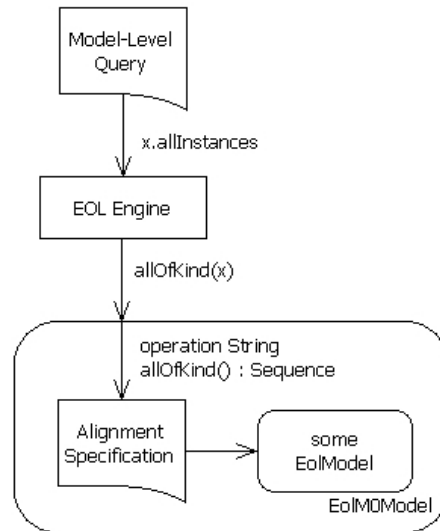 Model-Level
Query
x.allInstances
EOL Engine
allOfKind(x)
operation String
allOfKind() : Sequence
Alignment
Specification
some
EolModel
EolM0Model